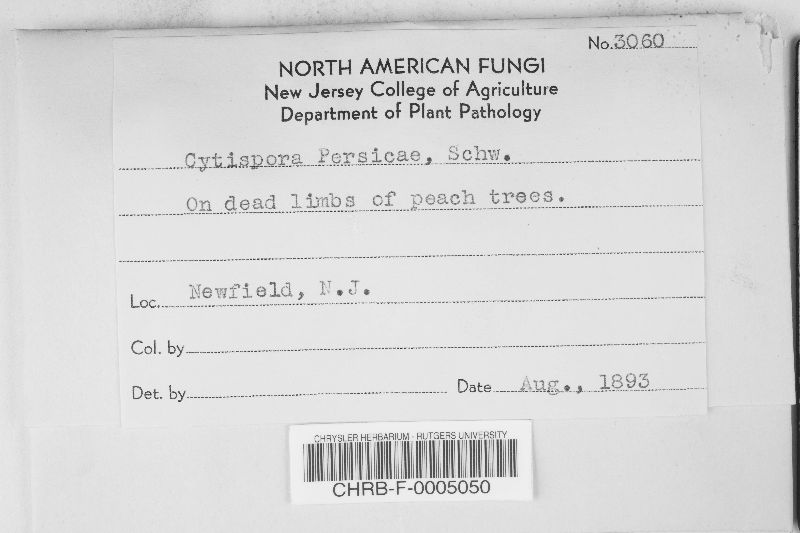 No. 3060
NORTH AMERICAN FUNGI
New Jersey College of Agriculture
Department of Plant Pathology
Cytispora Persicae, Schw.
On dead limbs of peach trees.
Loc. Newfield, N.J.
Col. by
Det. by Date Aug., 1893
CHRYSLER HERBARIUM - RUTGERS UNIVERSITY
CHRB-F-0005050